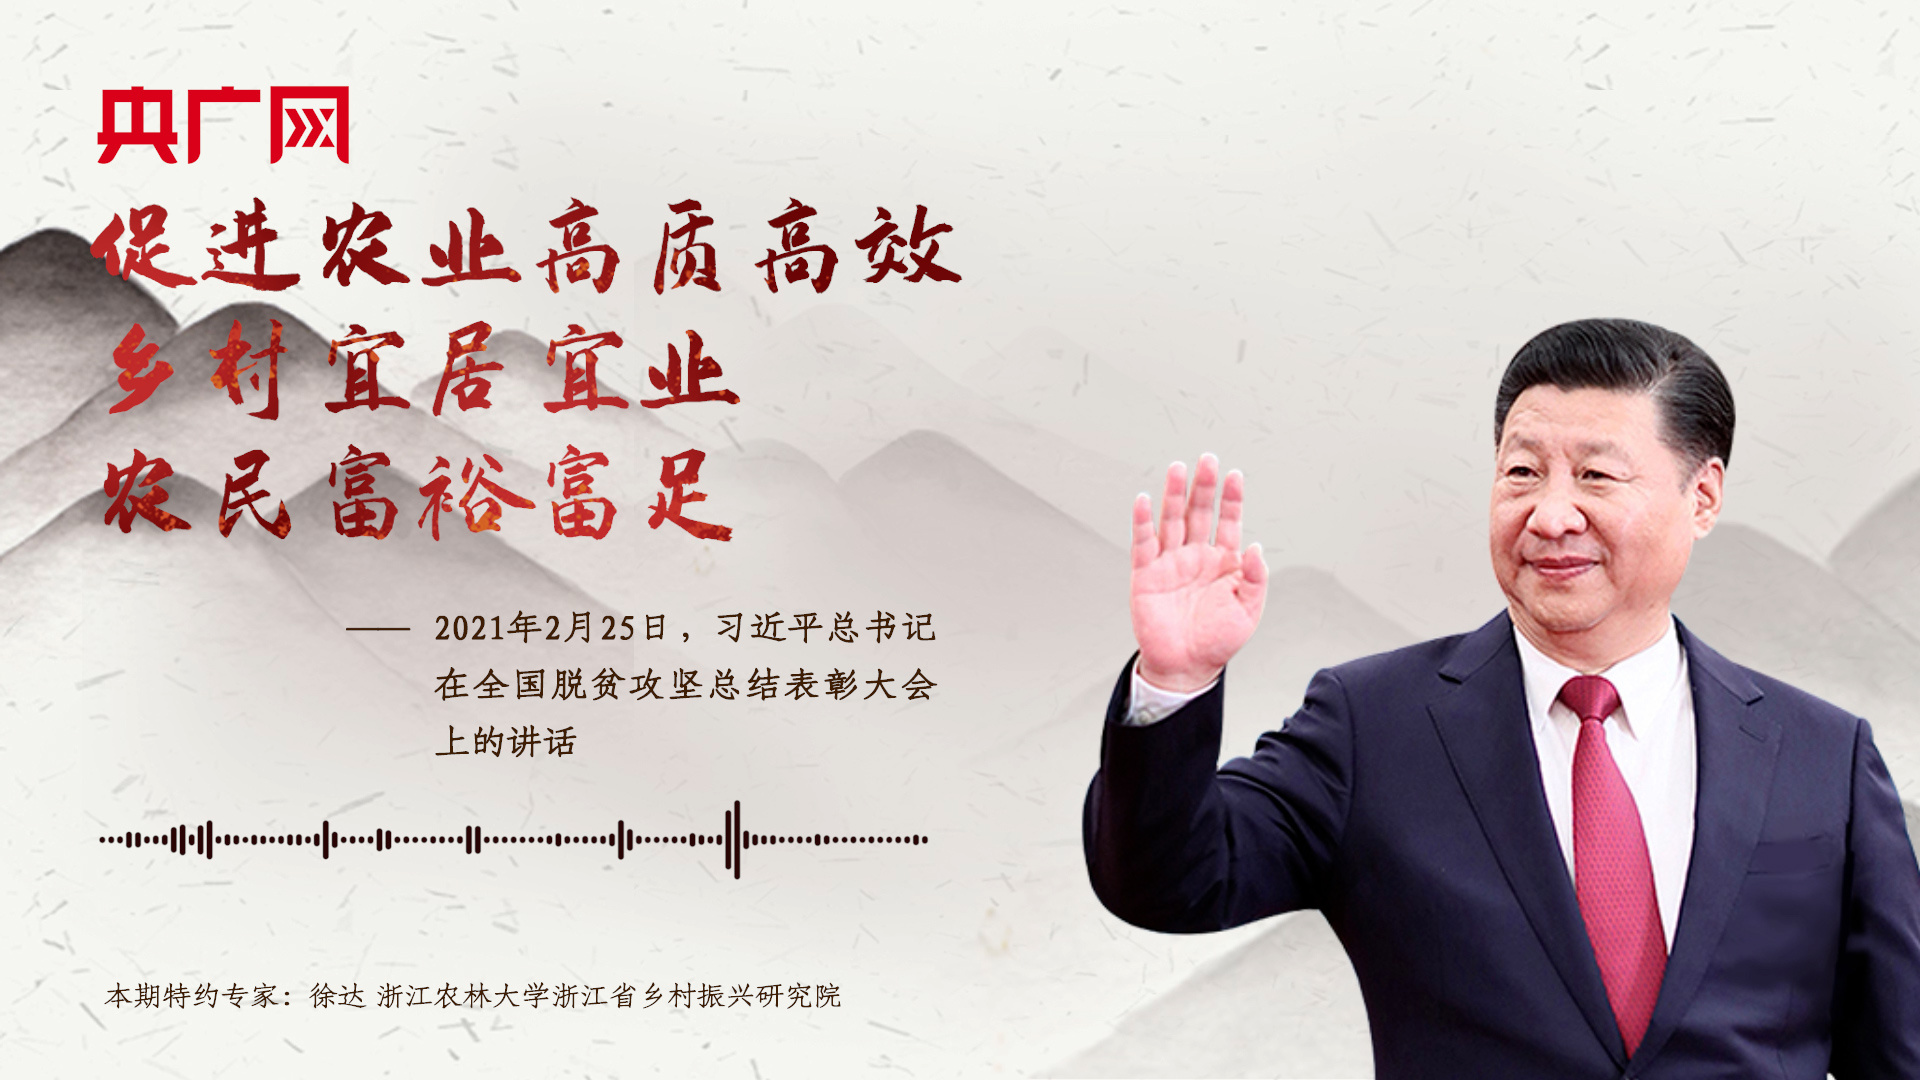 央广网
促进农业高质高效
乡村宜居宜业
农民富裕富足
—— 2021年2月25日，习近平总书记
在全国脱贫攻坚总结表彰大会
上的讲话
本期特约专家：徐达 浙江农林大学浙江省乡村振兴研究院